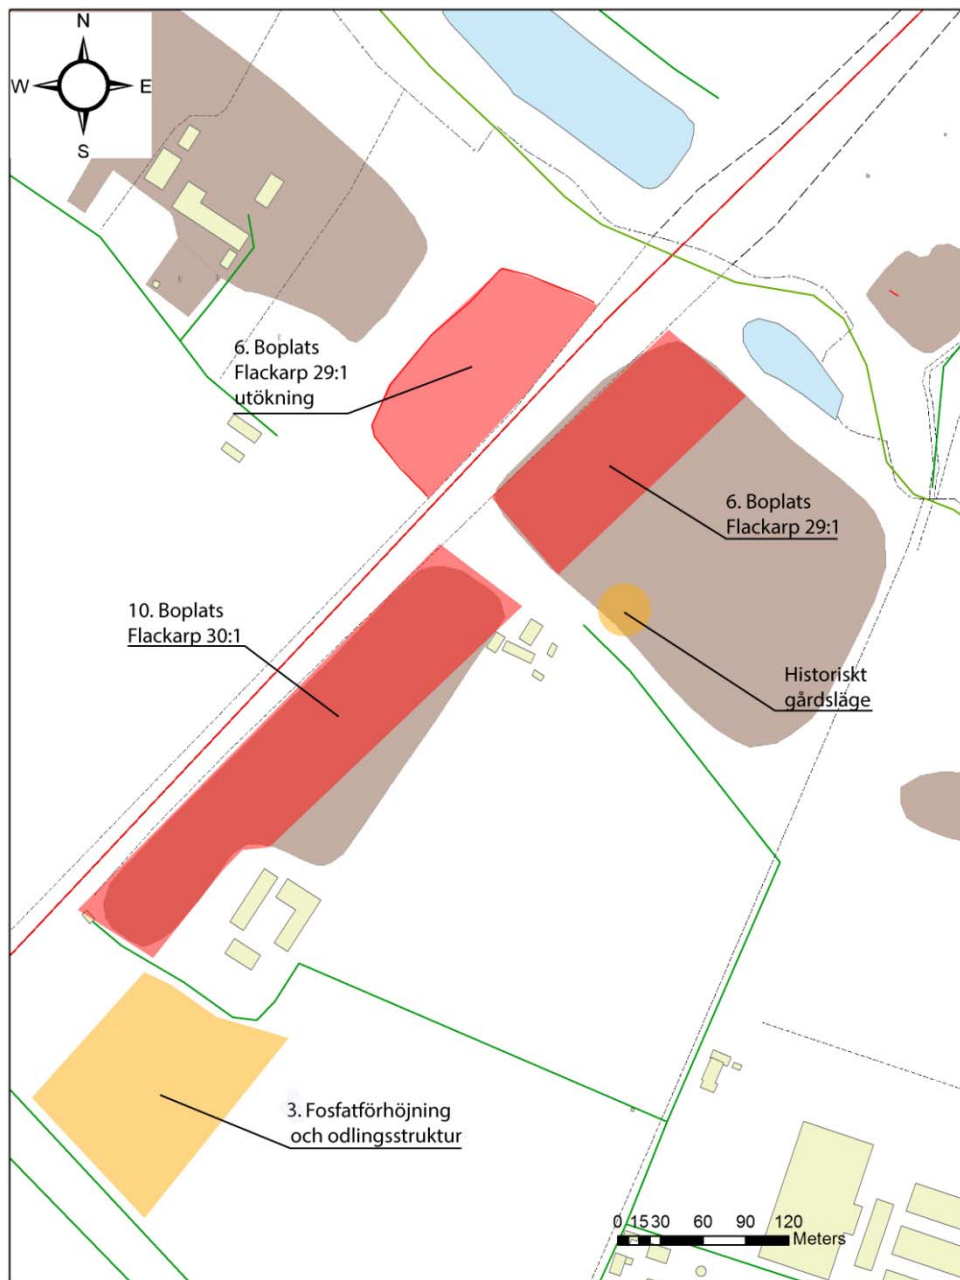 N
W E
S
6. Boplats
Flackarp 29:1
utökning
6. Boplats
Flackarp 29:1
10. Boplats
Flackarp 30:1
Historiskt
gårdsläge
3. Fosfatförhöjning
och odlingsstruktur
0 15 30 60 90 120
Meters